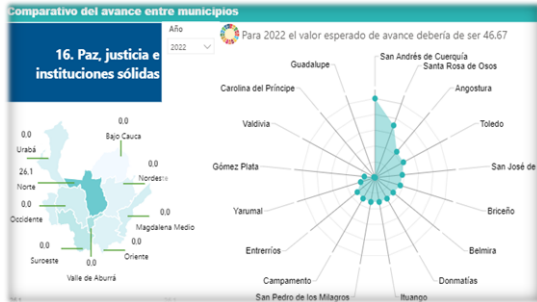 Comparativo del avance entre municipios
16. Paz, justicia e
instituciones sólidas
Año
2022
Para 2022 el valor esperado de avance debería de ser 46.67
0,0
Urabá
0,0
Bajo Cauca
26,1
Norte
0,0
Nordeste
0,0
Occidente
0,0
Magdalena Medio
0,0
Suroeste
0,0
Valle de Aburrá
0,0
Oriente
San Andrés de Cuerquía
Santa Rosa de Osos
Angostura
Toledo
San José de
Briceño
Belmira
Donmatías
Ituango
San Pedro de los Milagros
Campamento
Entrerríos
Yarumal
Gómez Plata
Valdivia
Carolina del Príncipe
Guadalupe